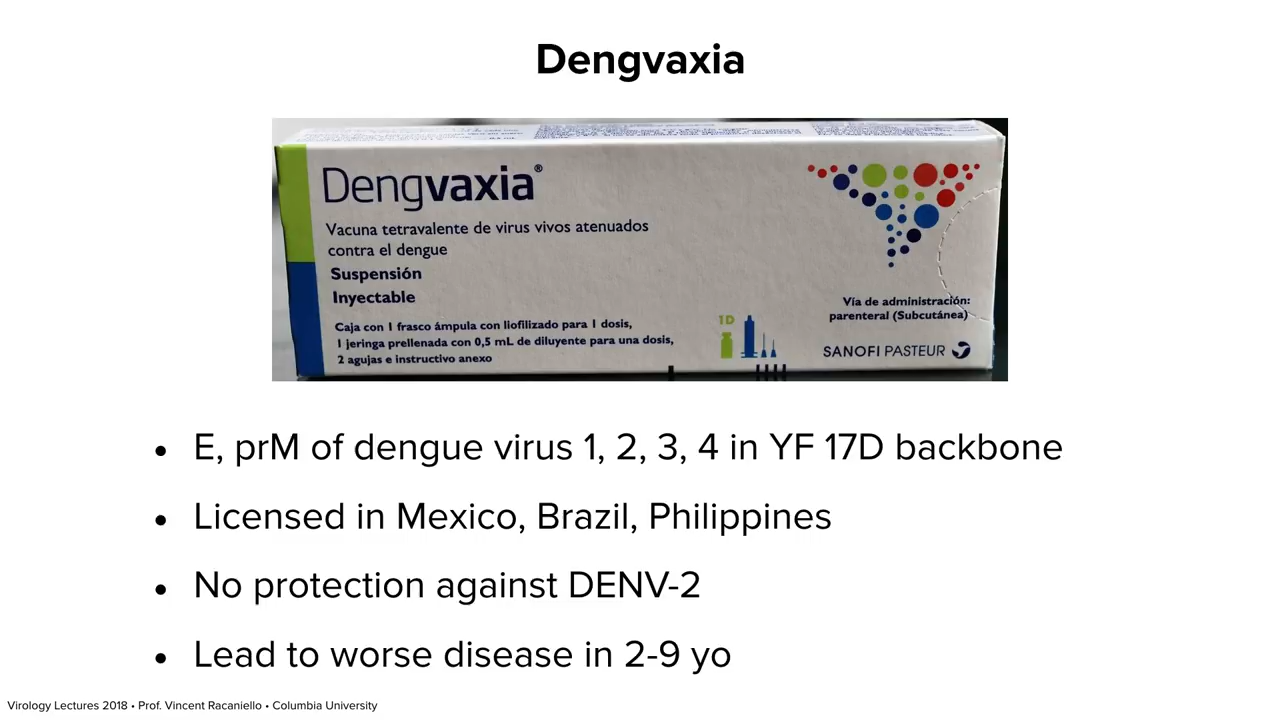 Dengvaxia
Dengvaxia®
Vacuna tetravalente de virus vivos atenuados
contra el dengue
Suspensión
Inyectable
Caja con 1 frasco ámpula con liofilizado para 1 dosis,
1 jeringa prellenada con 0,5 mL de diluyente para una dosis,
2 agujas e instructivo anexo
1D
Vía de administración:
parenteral (Subcutánea)
SANOFI PASTEUR
• E, prM of dengue virus 1, 2, 3, 4 in YF 17D backbone
• Licensed in Mexico, Brazil, Philippines
• No protection against DENV-2
• Lead to worse disease in 2-9 yo
Virology Lectures 2018 • Prof. Vincent Racaniello • Columbia University